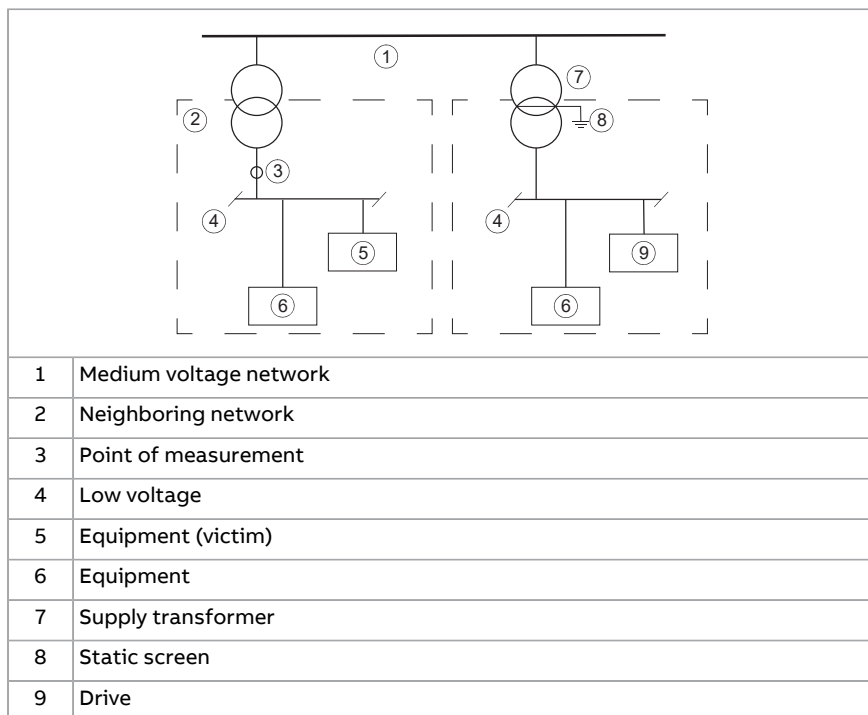 1
7
2
8
3
4
4
5
9
6
6
1 Medium voltage network
2 Neighboring network
3 Point of measurement
4 Low voltage
5 Equipment (victim)
6 Equipment
7 Supply transformer
8 Static screen
9 Drive